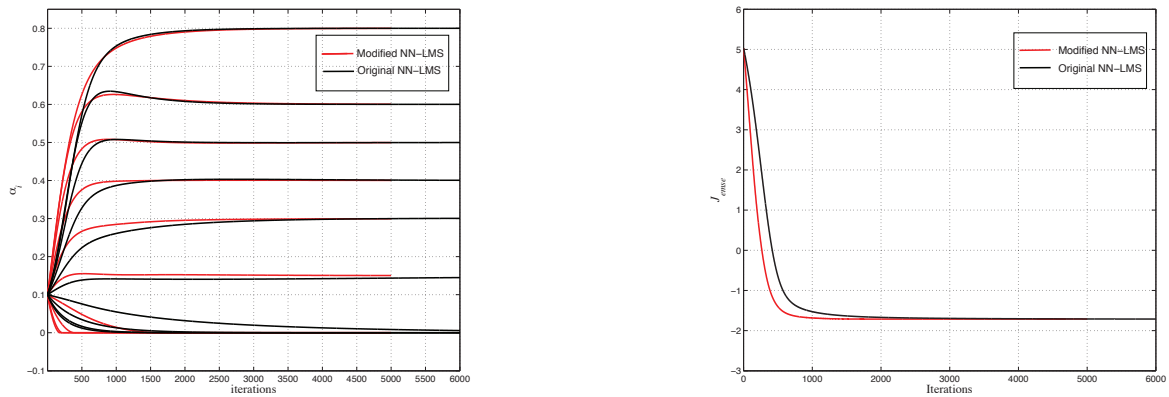 0.8
0.7
0.6
0.5
0.4
0.3
0.2
0.1
0
−0.1
α_i
500 1000 1500 2000 2500 3000 3500 4000 4500 5000 5500 6000
iterations
Modified NN−LMS
Original NN−LMS
6
5
4
3
2
1
0
−1
−2
−3
J_emse
0 1000 2000 3000 4000 5000 6000
Iterations
Modified NN−LMS
Original NN−LMS